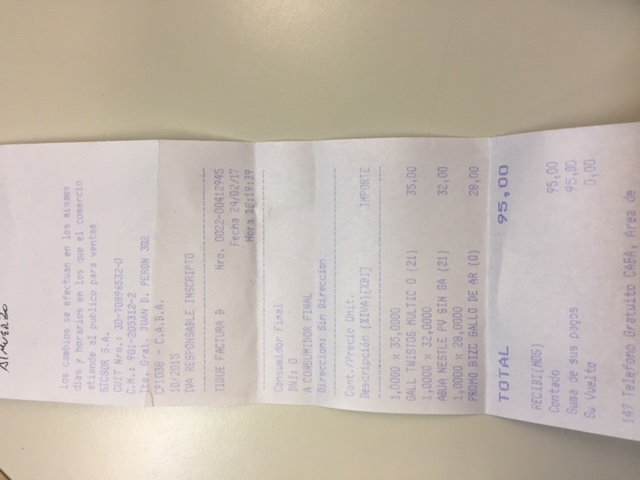 Almuerzo
los cambios se efectuan en los mismos
dias y horarios en los que el comercio
atiende al publico para ventas
SICBOM S.A.
CUIT Nro.: 30-70896532-0
C.M.: 901-205312-2
Tte. Gral. JUAN D. PERON 302
CP1038 - C.A.B.A.
10/2015
IVA RESPONSABLE INSCRIPTO
TIQUE FACTURA B Nro. 0022-00412945
Fecha 24/02/17
Hora 18:19:39
Consumidor Final
DNI: 0
A CONSUMIDOR FINAL
Direccion: Sin Direccion
Cant./Precio Unit.
Descripción (%IVA)[%BI] IMPORTE
1,0000 x 35,0000
GALL TWISTOS MULTIC O (21) 35,00
1,0000 x 32,0000
AGUA NESTLE PV SIN GA (21) 32,00
1,0000 x 28,0000
PROMO BIZC GALLO DE AR (0) 28,00
TOTAL 95,00
RECIBI(MOS)
Contado 95,00
Suma de sus pagos 95,00
Su Vuelto 0,00
147 Telefono Gratuito CABA, Area de